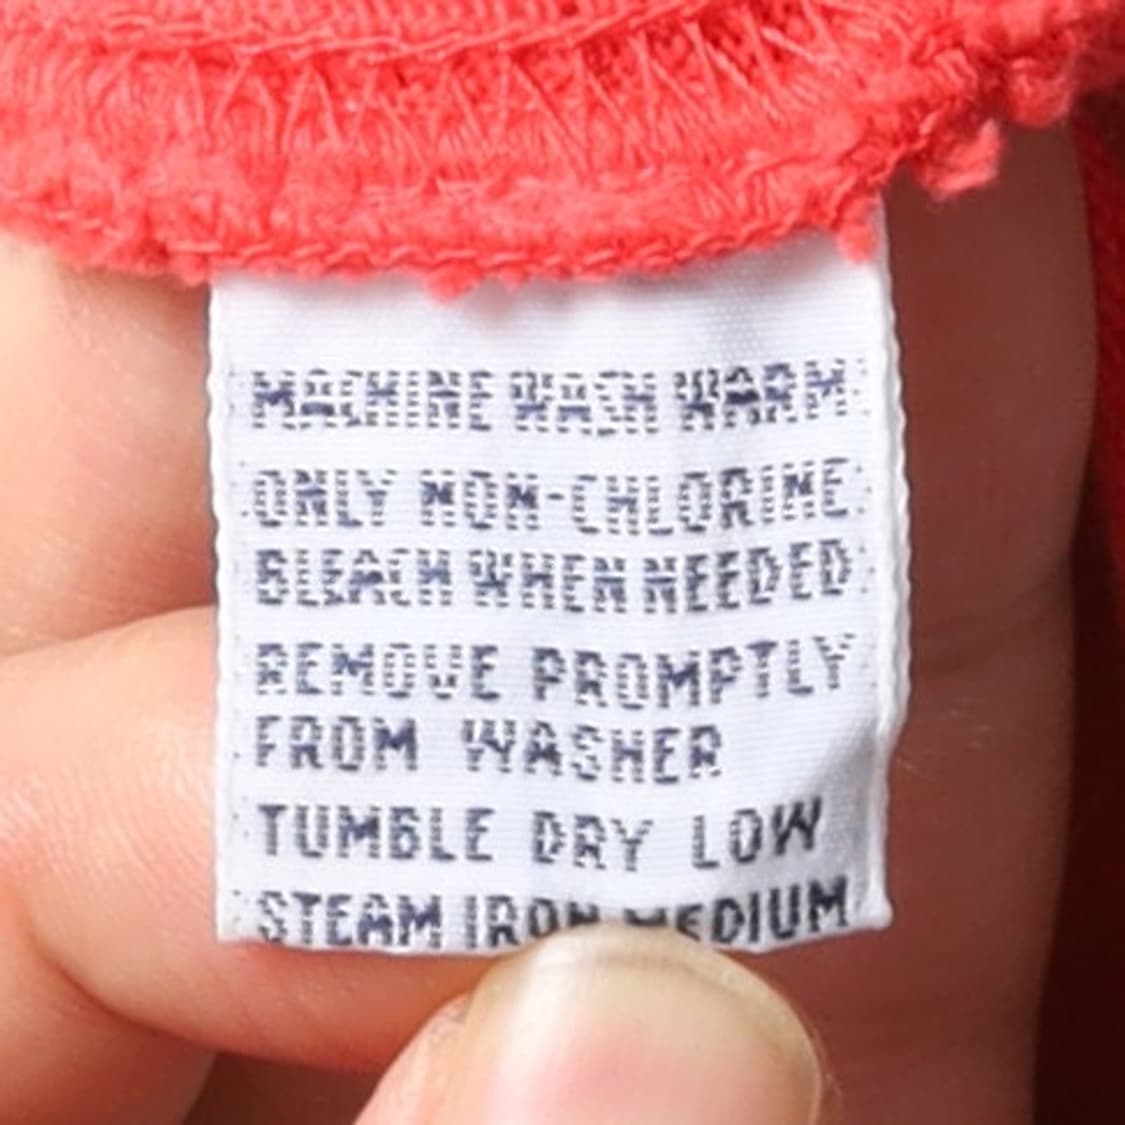 MACHINE WASH WARM
ONLY NON-CHLORINE
BLEACH WHEN NEEDED
REMOVE PROMPTLY
FROM WASHER
TUMBLE DRY LOW
STEAM IRON MEDIUM